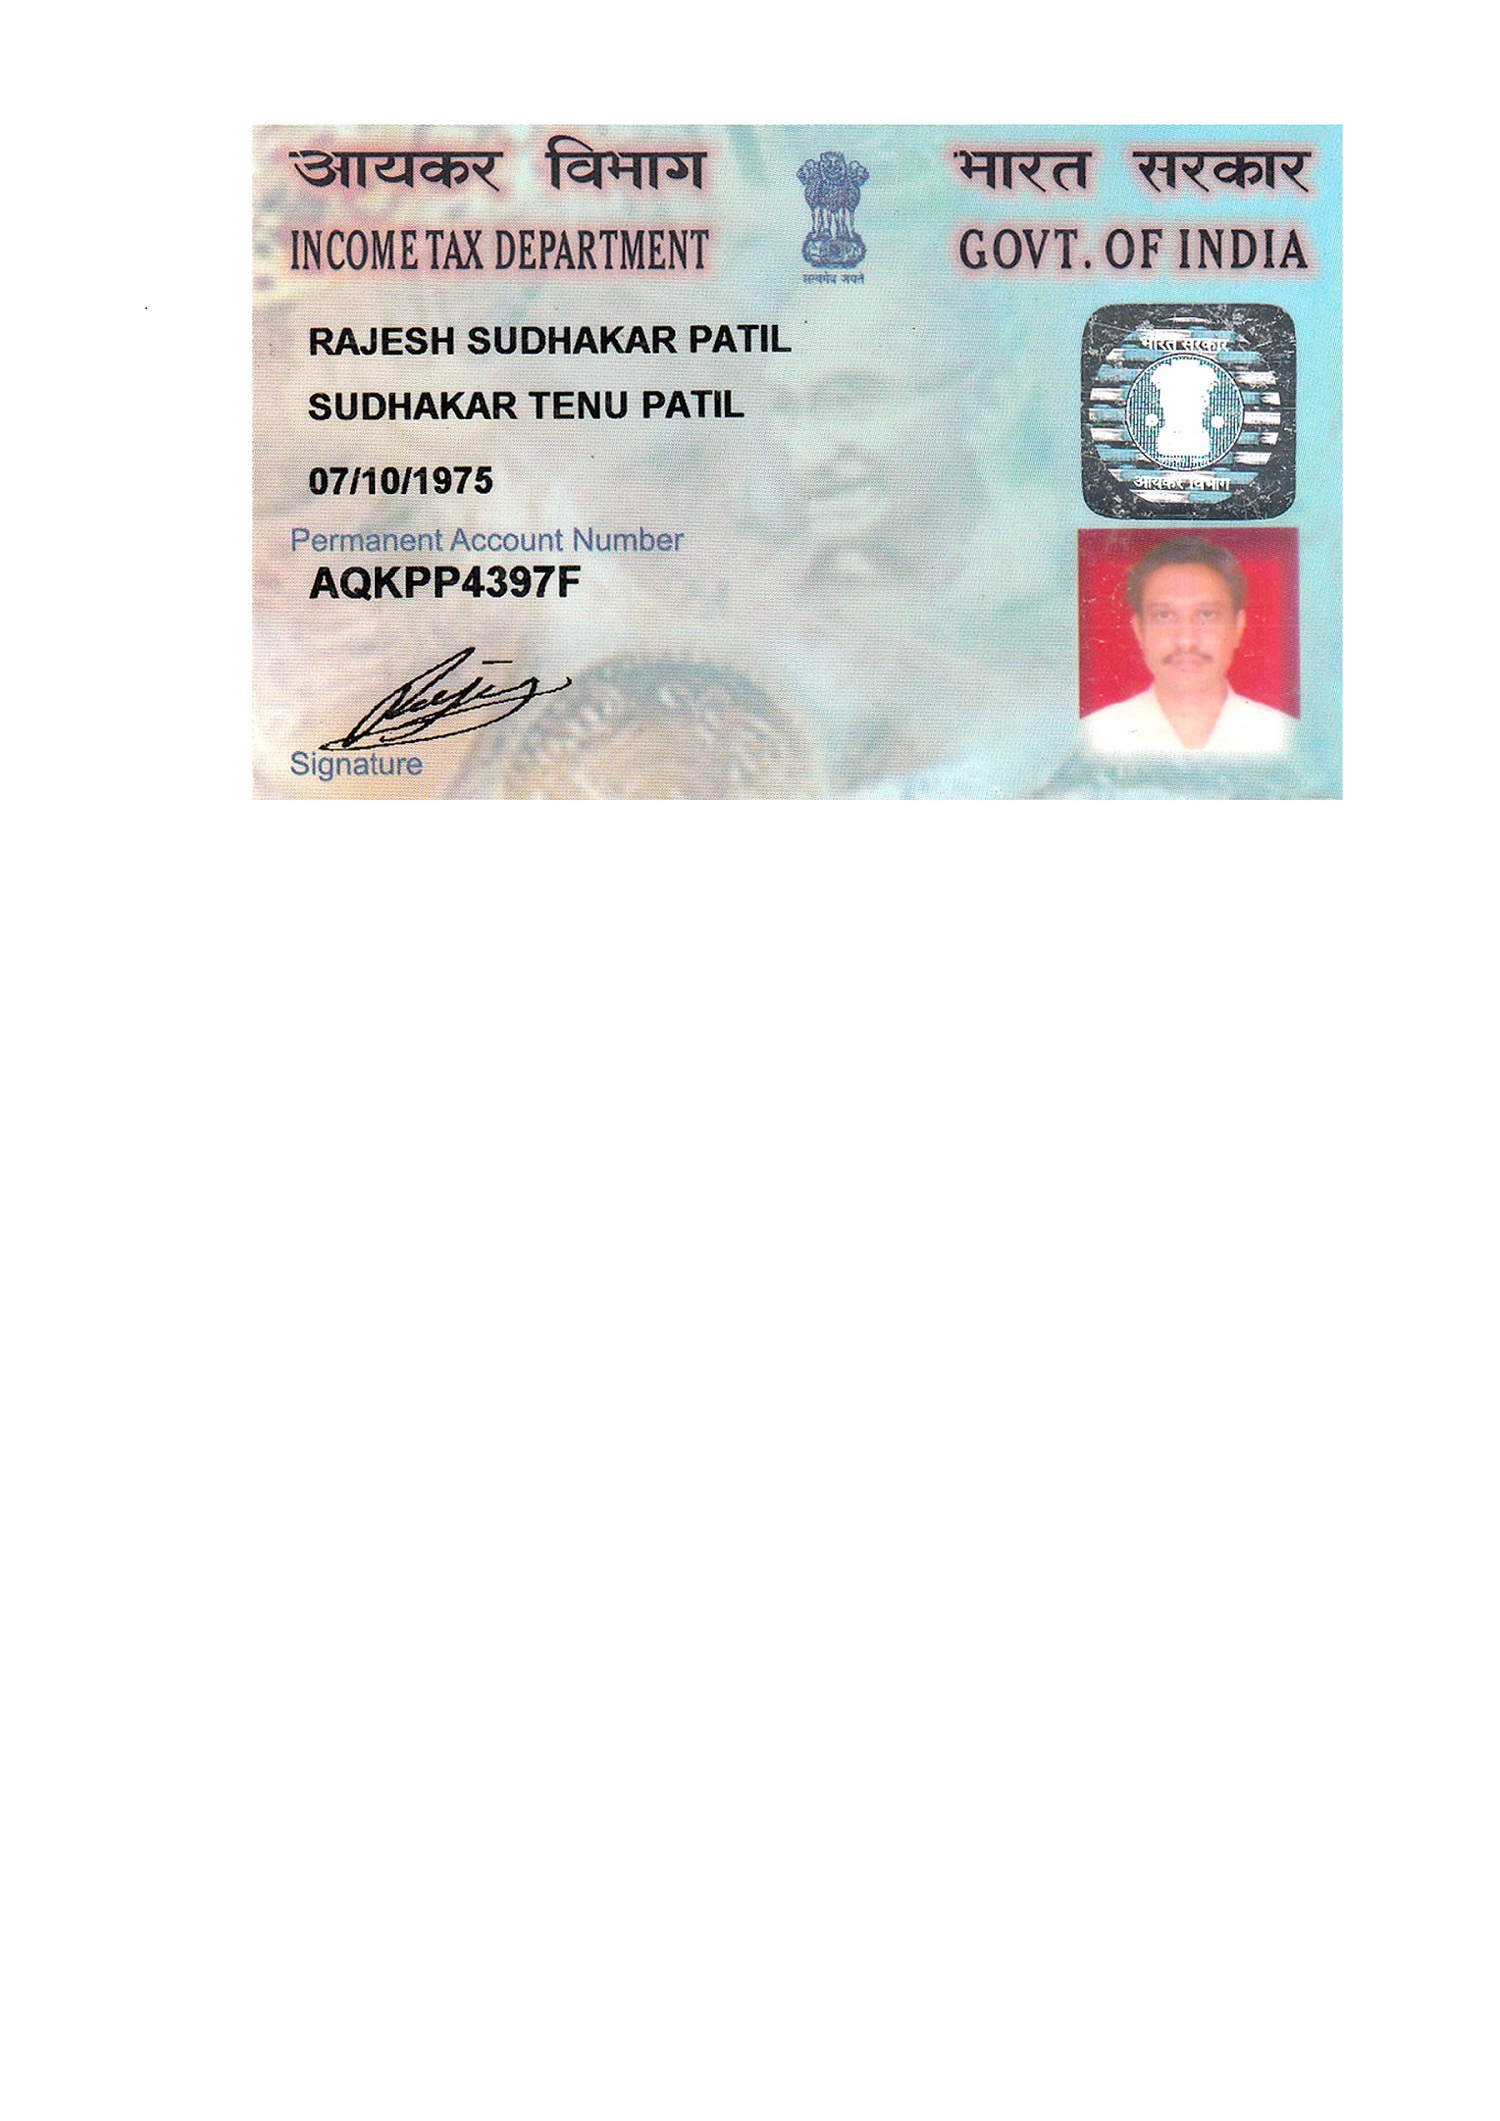 आयकर विभाग
INCOME TAX DEPARTMENT
सत्यमेव जयते
भारत सरकार
GOVT. OF INDIA
RAJESH SUDHAKAR PATIL
SUDHAKAR TENU PATIL
07/10/1975
Permanent Account Number
AQKPP4397F
Signature
भारत सरकार
आयकर विभाग